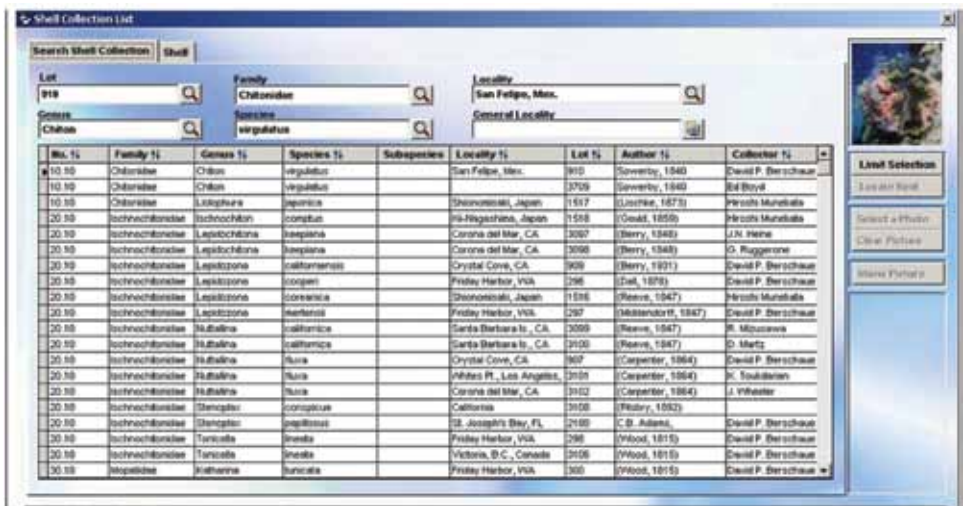 Shell Collection List
Search Shell Collection Shell
Lot Family Locality
910 Chitonidae San Felipe, Mex.
Genus Species General Locality
Chiton virgulatus
No. Family Genus Species Subspecies Locality Lot Author Collector
10.10 Chitonidae Chiton virgulatus San Felipe, Mex. 910 Sowerby, 1840 David P. Berschaue
10.10 Chitonidae Chiton virgulatus 3709 Sowerby, 1840 Ed Boyd
10.10 Chitonidae Liolophura japonica Shionomisaki, Japan 1517 (Lischke, 1873) Hiroshi Munekata
20.10 Ischnochitonidae Ischnochiton comptus Japan 1518 (Gould, 1859) Hiroshi Munekata
20.10 Ischnochitonidae Lepidochitona keepiana Corona del Mar, CA 3097 (Berry, 1948) J.N. Heine
20.10 Ischnochitonidae Lepidochitona keepiana Corona del Mar, CA 3098 (Berry, 1948) G. Ruggerone
20.10 Ischnochitonidae Lepidozona californiensis Crystal Cove, CA 909 (Berry, 1931) David P. Berschaue
20.10 Ischnochitonidae Lepidozona cooperi Friday Harbor, WA (Dall, 1879) David P. Berschaue
20.10 Ischnochitonidae Lepidozona coreanica Shionomisaki, Japan 1516 (Reeve, 1847) Hiroshi Munekata
20.10 Ischnochitonidae Lepidozona mertensii Friday Harbor, WA 297 (Middendorff, 1847) David P. Berschaue
20.10 Ischnochitonidae Nuttalina californica Santa Barbara Is., CA 3099 (Reeve, 1847) R. Mizusawa
20.10 Ischnochitonidae Nuttalina californica Santa Barbara Is., CA 3100 (Reeve, 1847) D. Martz
20.10 Ischnochitonidae Nuttalina fluxa Crystal Cove, CA 907 (Carpenter, 1864) David P. Berschaue
20.10 Ischnochitonidae Nuttalina fluxa Whites Pt., Los Angeles, 3101 (Carpenter, 1864) K.
20.10 Ischnochitonidae Nuttalina fluxa Corona del Mar, CA 3102 (Carpenter, 1864) J. Wheeler
20.10 Ischnochitonidae Stenoplax conspicua California 3108 (Pilsbry, 1892)
20.10 Ischnochitonidae Stenoplax papillosus St. Joseph's Bay, FL 2100 C.B. Adams, David P. Berschaue
20.10 Ischnochitonidae Tonicella lineata Friday Harbor, WA (Wood, 1815) David P. Berschaue
20.10 Ischnochitonidae Tonicella lineata Victoria, B.C., Canada 3106 (Wood, 1815) David P. Berschaue
30.10 Mopaliidae Katharina tunicata Friday Harbor, WA 300 (Wood, 1815) David P. Berschaue
Limit Selection
Select a Photo
Clear Picture